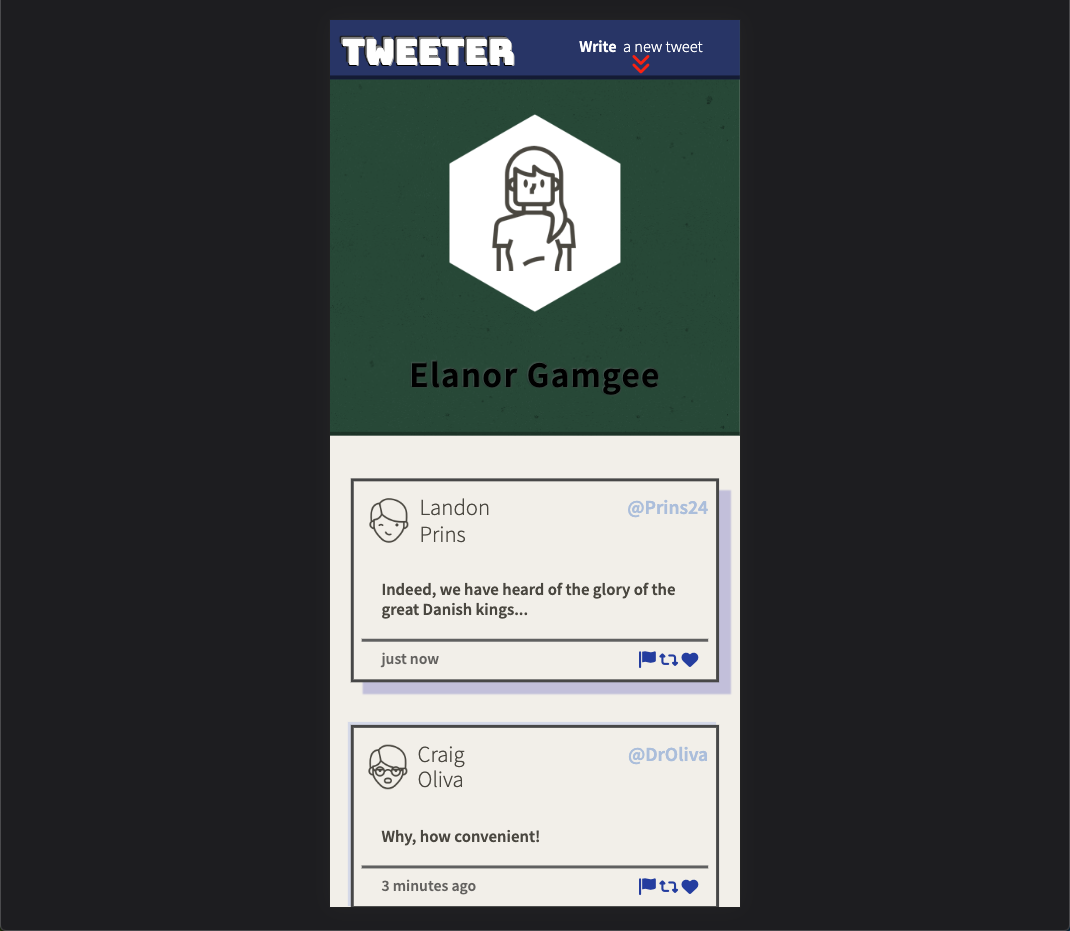 TWEETER
Write a new tweet
Elanor Gamgee
Landon
Prins
@Prins24
Indeed, we have heard of the glory of the
great Danish kings...
just now
Craig
Oliva
@DrOliva
Why, how convenient!
3 minutes ago